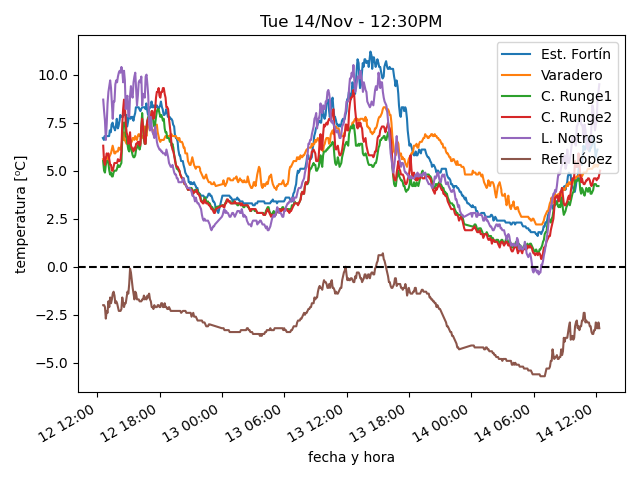 Tue 14/Nov - 12:30PM
temperatura [ºC]
10.0
7.5
5.0
2.5
0.0
−2.5
−5.0
Est. Fortín
Varadero
C. Runge1
C. Runge2
L. Notros
Ref. López
12 12:00
12 18:00
13 00:00
13 06:00
13 12:00
13 18:00
14 00:00
14 06:00
14 12:00
fecha y hora